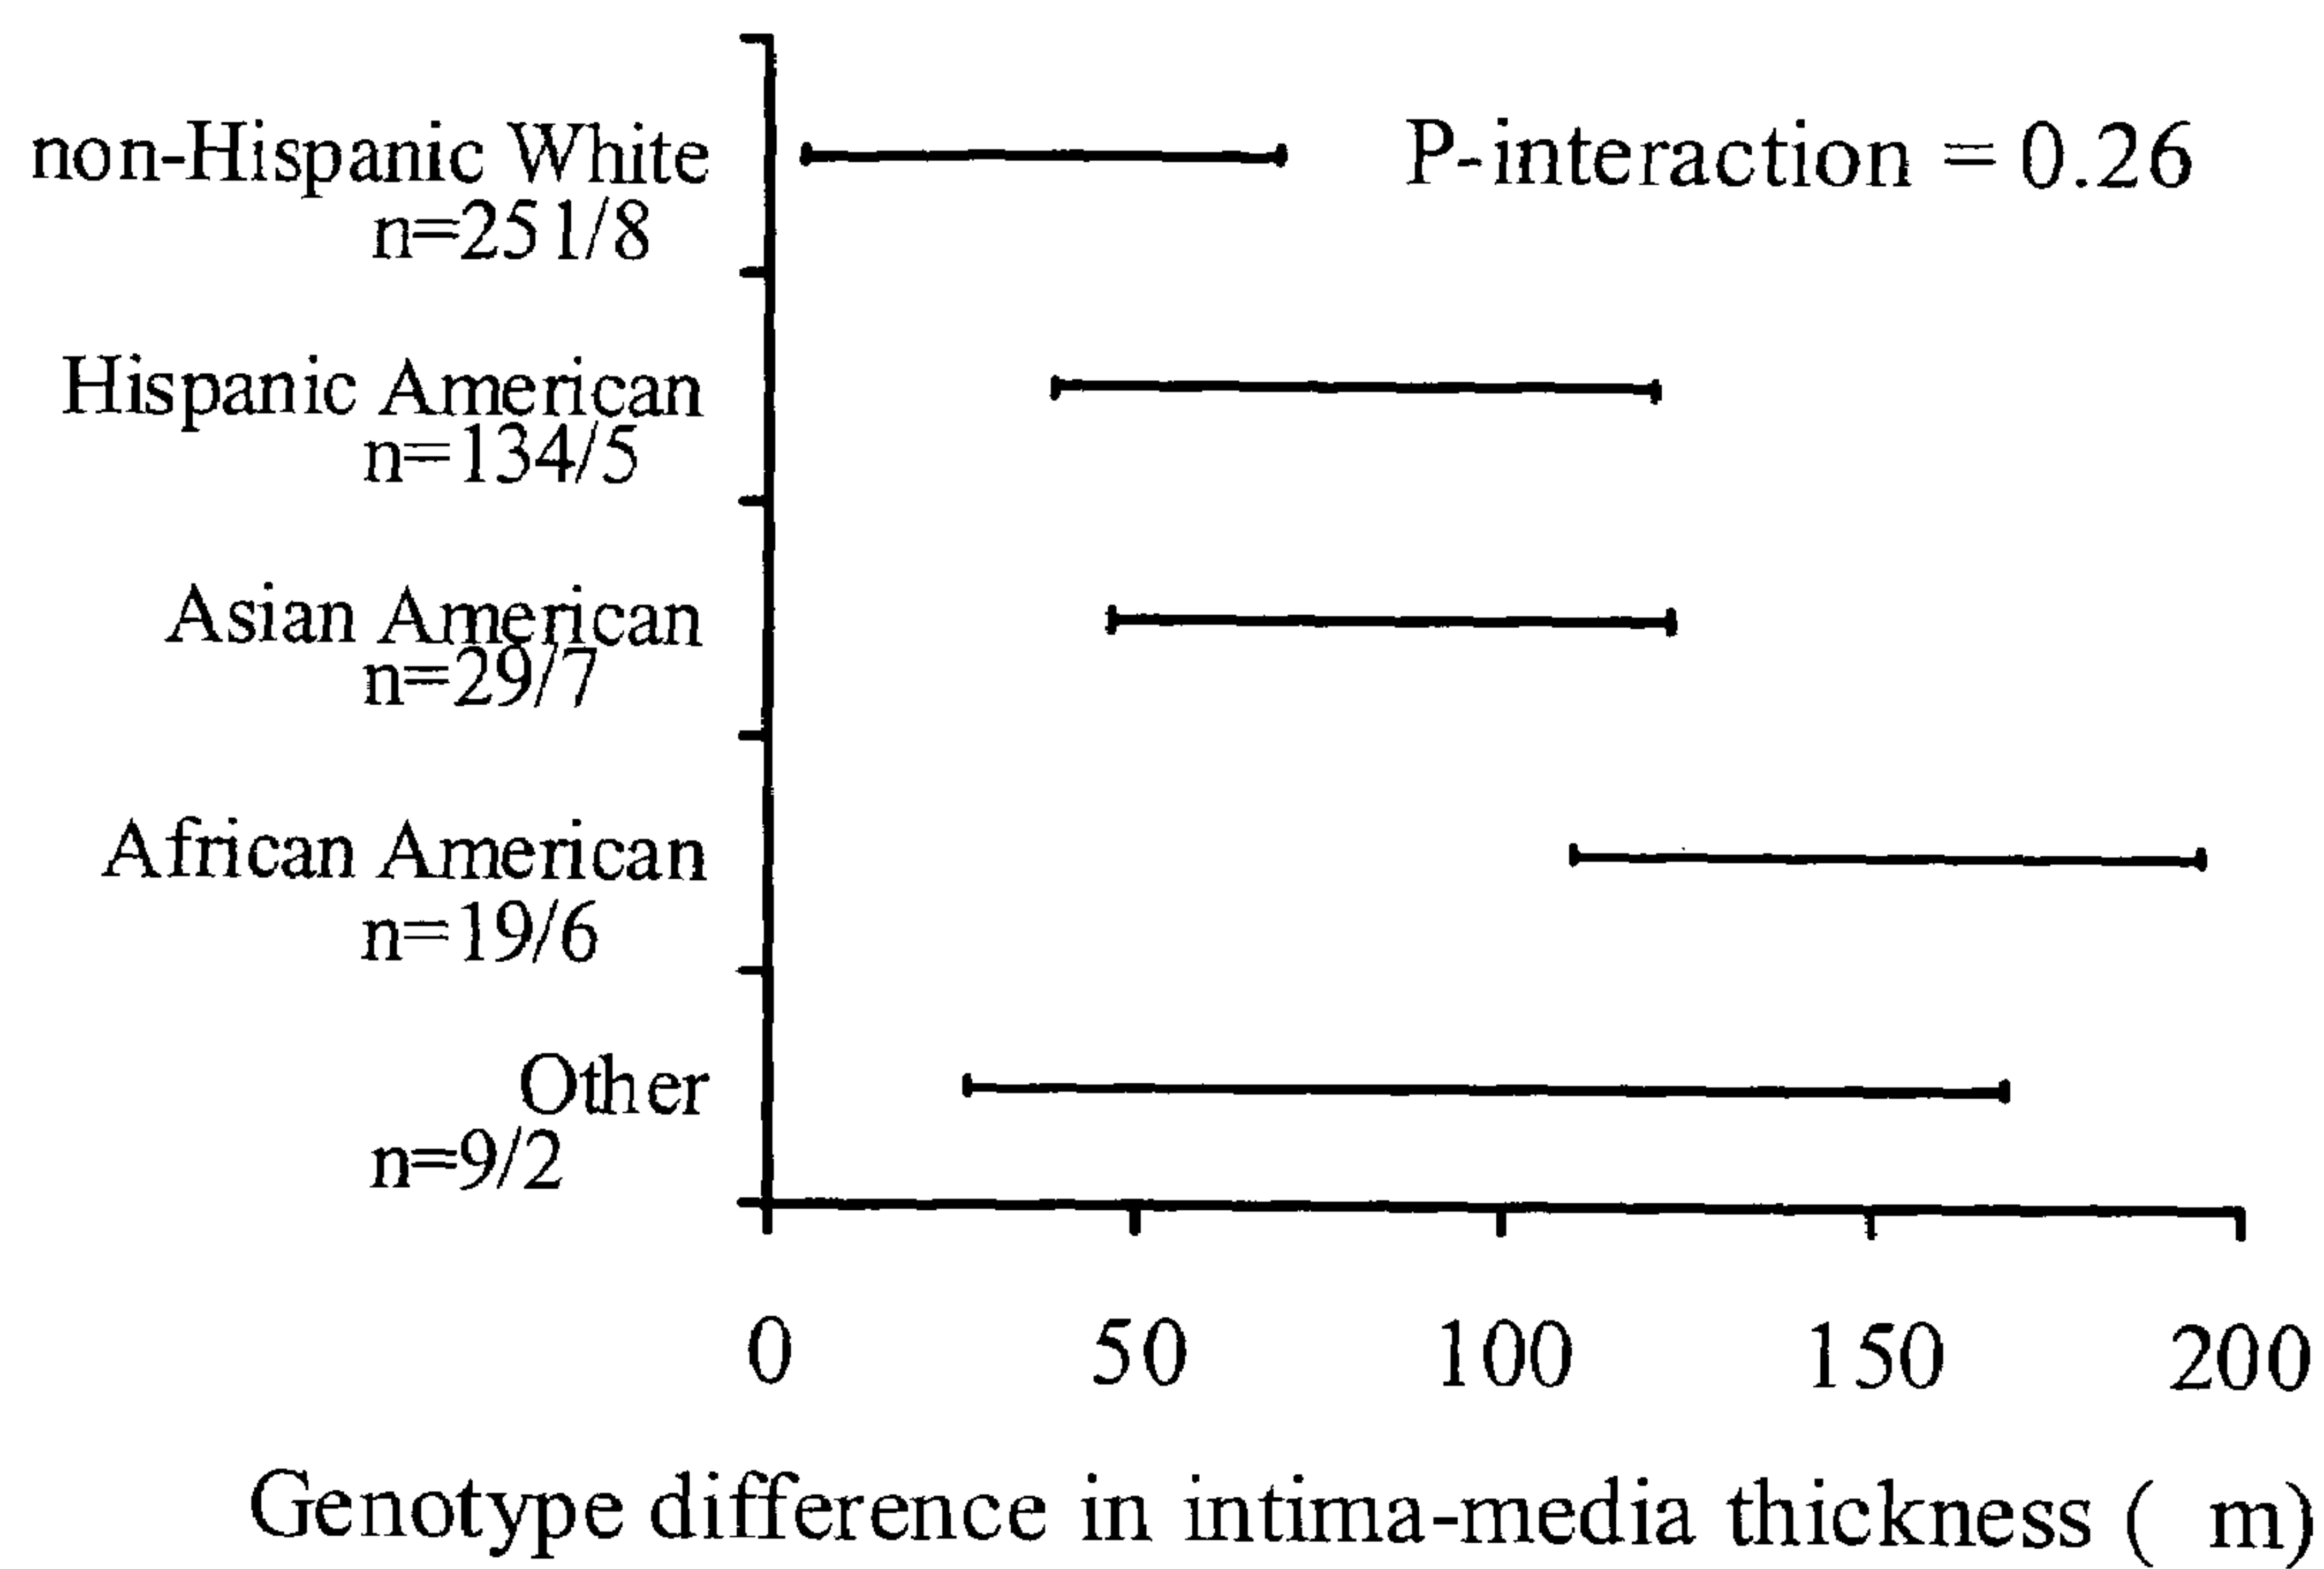 non-Hispanic White
P-interaction = 0.26
n=251/8
Hispanic American
n=134/5
Asian American
n=29/7
African American
n=19/6
Other
n=9/2
0 50 100 150 200
Genotype difference in intima-media thickness ( m)